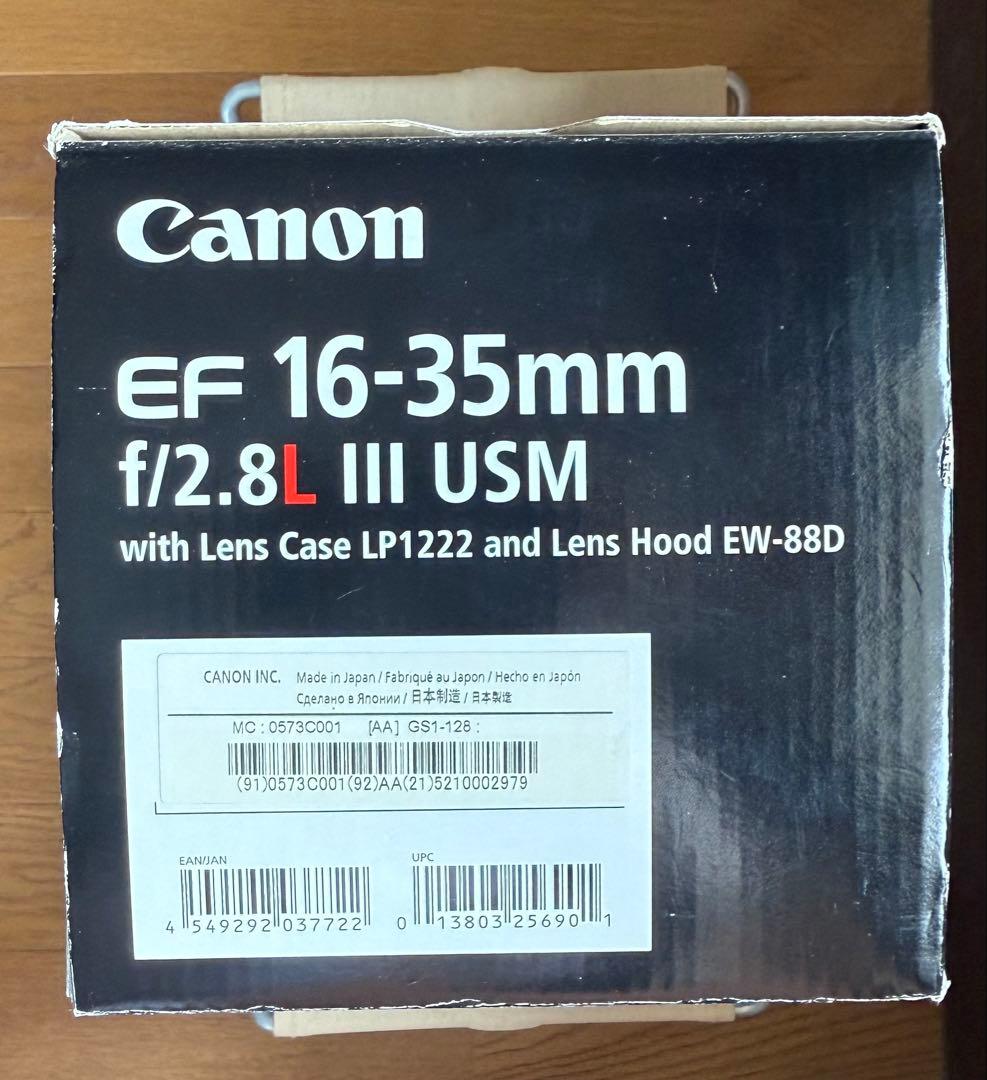 Canon
EF 16-35mm
f/2.8L III USM
with Lens Case LP1222 and Lens Hood EW-88D
CANON INC. Made in Japan / Fabriqué au Japon / Hecho en Japón
Сделано в Японии / 日本制造 / 日本製造
MC : 0573C001 [AA] GS1-128 :
(91)0573C001(92)AA(21)5210002979
EAN/JAN UPC
4 549292 037722 0 13803 25690 1